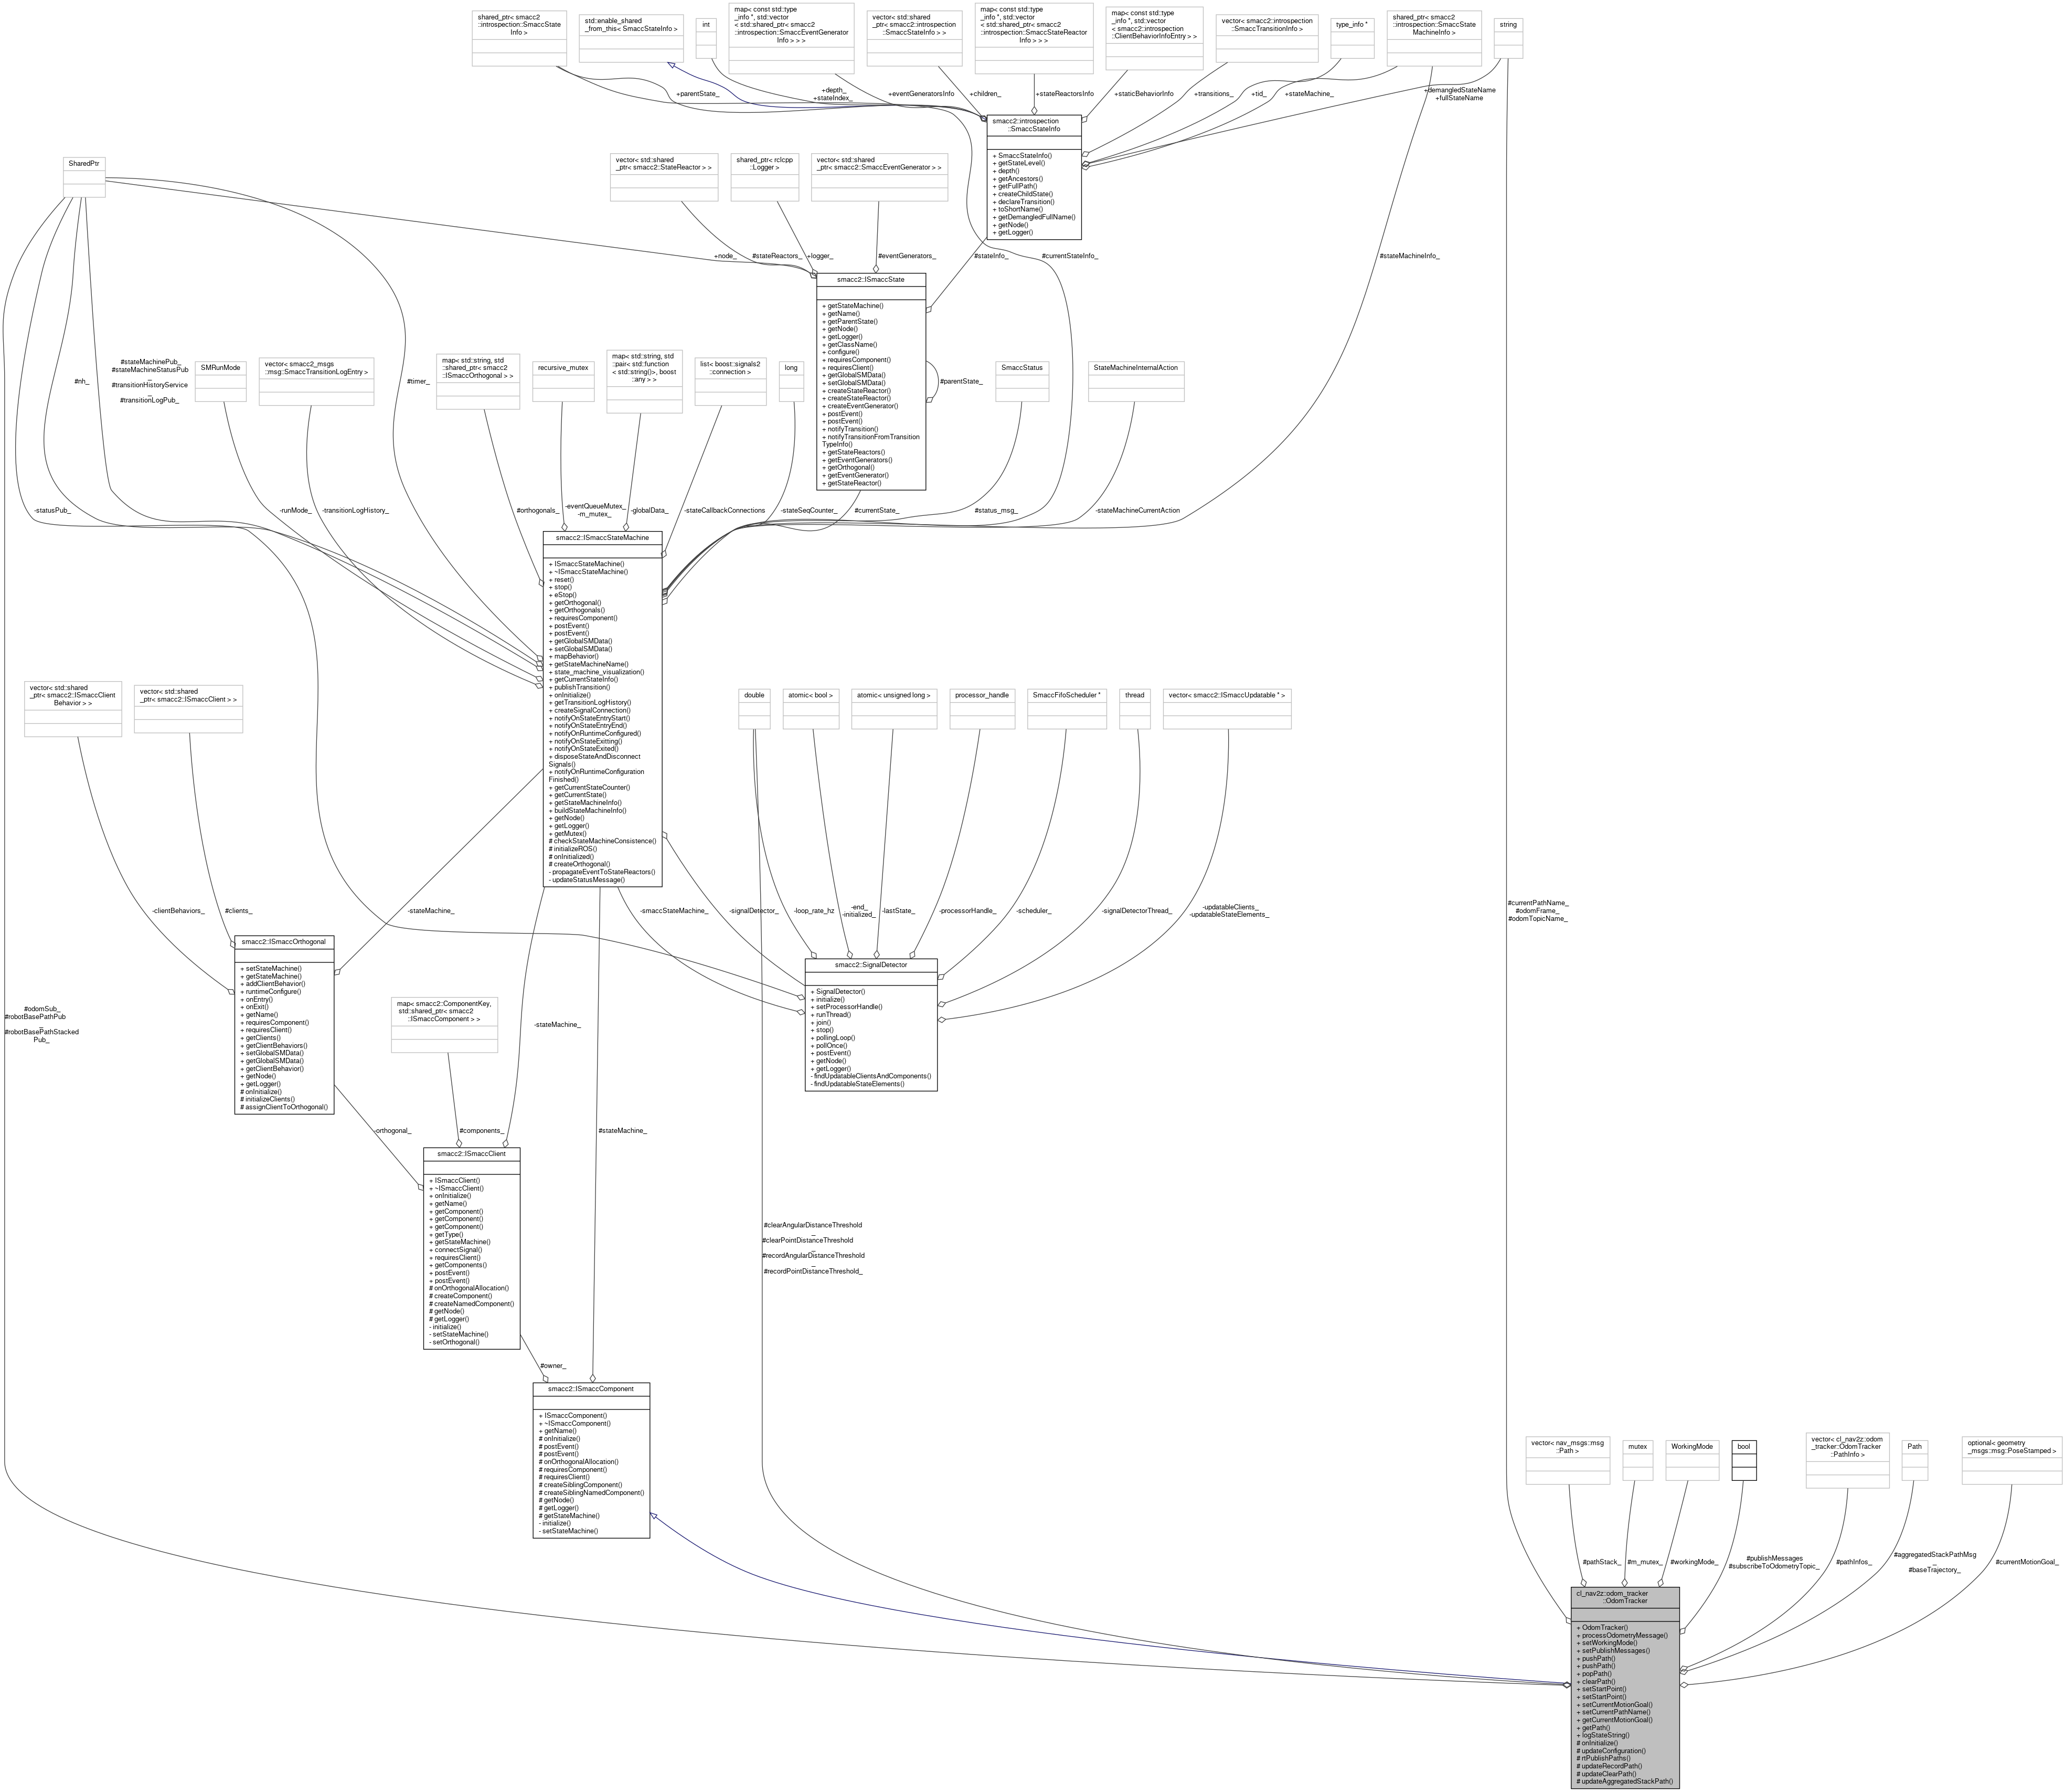 shared_ptr< smacc2
::introspection::SmaccState
Info >
std::enable_shared
_from_this< SmaccStateInfo >
int
map< const std::type
_info *, std::vector
< std::shared_ptr< smacc2
::introspection::SmaccEventGenerator
Info > > >
vector< std::shared
_ptr< smacc2::introspection
::SmaccStateInfo > >
map< const std::type
_info *, std::vector
< std::shared_ptr< smacc2
::introspection::SmaccStateReactor
Info > > >
map< const std::type
_info *, std::vector
< smacc2::introspection
::ClientBehaviorInfoEntry > >
vector< smacc2::introspection
::SmaccTransitionInfo >
type_info *
shared_ptr< smacc2
::introspection::SmaccState
MachineInfo >
string
+parentState_
+depth_
+stateIndex_
+eventGeneratorsInfo
+children_
+stateReactorsInfo
+staticBehaviorInfo
+transitions_
+tid_
+stateMachine_
+demangledStateName
+fullStateName
smacc2::introspection
::SmaccStateInfo
+ SmaccStateInfo()
+ getStateLevel()
+ depth()
+ getAncestors()
+ getFullPath()
+ createChildState()
+ declareTransition()
+ toShortName()
+ getDemangledFullName()
+ getNode()
+ getLogger()
SharedPtr
vector< std::shared
_ptr< smacc2::StateReactor > >
shared_ptr< rclcpp
::Logger >
vector< std::shared
_ptr< smacc2::SmaccEventGenerator > >
+node_
#stateReactors_
+logger_
#eventGenerators_
#stateInfo_
#currentStateInfo_
#stateMachineInfo_
smacc2::ISmaccState
+ getStateMachine()
+ getName()
+ getParentState()
+ getNode()
+ getLogger()
+ getClassName()
+ configure()
+ requiresComponent()
+ requiresClient()
+ getGlobalSMData()
+ setGlobalSMData()
+ createStateReactor()
+ createStateReactor()
+ createEventGenerator()
+ postEvent()
+ postEvent()
+ notifyTransition()
+ notifyTransitionFromTransition
TypeInfo()
+ getStateReactors()
+ getEventGenerators()
+ getOrthogonal()
+ getEventGenerator()
+ getStateReactor()
#parentState_
#nh_
#stateMachinePub_
#stateMachineStatusPub
_
#transitionHistoryService
_
#transitionLogPub_
SMRunMode
vector< smacc2_msgs
::msg::SmaccTransitionLogEntry >
#timer_
map< std::string, std
::shared_ptr< smacc2
::ISmaccOrthogonal > >
recursive_mutex
map< std::string, std
::pair< std::function
< std::string()>, boost
::any > >
list< boost::signals2
::connection >
long
SmaccStatus
StateMachineInternalAction
-statusPub_
-runMode_
-transitionLogHistory_
#orthogonals_
-eventQueueMutex_
-m_mutex_
-globalData_
-stateCallbackConnections
-stateSeqCounter_
#currentState_
#status_msg_
-stateMachineCurrentAction
smacc2::ISmaccStateMachine
+ ISmaccStateMachine()
+ ~ISmaccStateMachine()
+ reset()
+ stop()
+ eStop()
+ getOrthogonal()
+ getOrthogonals()
+ requiresComponent()
+ postEvent()
+ postEvent()
+ getGlobalSMData()
+ setGlobalSMData()
+ mapBehavior()
+ getStateMachineName()
+ state_machine_visualization()
+ getCurrentStateInfo()
+ publishTransition()
+ onInitialize()
+ getTransitionLogHistory()
+ createSignalConnection()
+ notifyOnStateEntryStart()
+ notifyOnStateEntryEnd()
+ notifyOnRuntimeConfigured()
+ notifyOnStateExitting()
+ notifyOnStateExited()
+ disposeStateAndDisconnect
Signals()
+ notifyOnRuntimeConfiguration
Finished()
+ getCurrentStateCounter()
+ getCurrentState()
+ getStateMachineInfo()
+ buildStateMachineInfo()
+ getNode()
+ getLogger()
+ getMutex()
# checkStateMachineConsistence()
# initializeROS()
# onInitialized()
# createOrthogonal()
- propagateEventToStateReactors()
- updateStatusMessage()
vector< std::shared
_ptr< smacc2::ISmaccClient
Behavior > >
vector< std::shared
_ptr< smacc2::ISmaccClient > >
double
atomic< bool >
atomic< unsigned long >
processor_handle
SmaccFifoScheduler *
thread
vector< smacc2::ISmaccUpdatable * >
-clientBehaviors_
#clients_
-stateMachine_
-smaccStateMachine_
-signalDetector_
-loop_rate_hz
-end_
-initialized_
-lastState_
-processorHandle_
-scheduler_
-signalDetectorThread_
-updatableClients_
-updatableStateElements_
#currentPathName_
#odomFrame_
#odomTopicName_
smacc2::ISmaccOrthogonal
+ setStateMachine()
+ getStateMachine()
+ addClientBehavior()
+ runtimeConfigure()
+ onEntry()
+ onExit()
+ getName()
+ requiresComponent()
+ requiresClient()
+ getClients()
+ getClientBehaviors()
+ setGlobalSMData()
+ getGlobalSMData()
+ getClientBehavior()
+ getNode()
+ getLogger()
# onInitialize()
# initializeClients()
# assignClientToOrthogonal()
smacc2::SignalDetector
+ SignalDetector()
+ initialize()
+ setProcessorHandle()
+ runThread()
+ join()
+ stop()
+ pollingLoop()
+ pollOnce()
+ postEvent()
+ getNode()
+ getLogger()
- findUpdatableClientsAndComponents()
- findUpdatableStateElements()
#odomSub_
#robotBasePathPub
_
#robotBasePathStacked
Pub_
map< smacc2::ComponentKey,
std::shared_ptr< smacc2
::ISmaccComponent > >
-stateMachine_
-orthogonal_
#components_
#stateMachine_
smacc2::ISmaccClient
+ ISmaccClient()
+ ~ISmaccClient()
+ onInitialize()
+ getName()
+ getComponent()
+ getComponent()
+ getComponent()
+ getType()
+ getStateMachine()
+ connectSignal()
+ requiresClient()
+ getComponents()
+ postEvent()
+ postEvent()
# onOrthogonalAllocation()
# createComponent()
# createNamedComponent()
# getNode()
# getLogger()
- initialize()
- setStateMachine()
- setOrthogonal()
#clearAngularDistanceThreshold
_
#clearPointDistanceThreshold
_
#recordAngularDistanceThreshold
_
#recordPointDistanceThreshold_
#owner_
smacc2::ISmaccComponent
+ ISmaccComponent()
+ ~ISmaccComponent()
+ getName()
# onInitialize()
# postEvent()
# postEvent()
# onOrthogonalAllocation()
# requiresComponent()
# requiresClient()
# createSiblingComponent()
# createSiblingNamedComponent()
# getNode()
# getLogger()
# getStateMachine()
- initialize()
- setStateMachine()
vector< nav_msgs::msg
::Path >
mutex
WorkingMode
bool
vector< cl_nav2z::odom
_tracker::OdomTracker
::PathInfo >
Path
optional< geometry
_msgs::msg::PoseStamped >
#pathStack_
#m_mutex_
#workingMode_
#publishMessages
#subscribeToOdometryTopic_
#pathInfos_
#aggregatedStackPathMsg
_
#baseTrajectory_
#currentMotionGoal_
cl_nav2z::odom_tracker
::OdomTracker
+ OdomTracker()
+ processOdometryMessage()
+ setWorkingMode()
+ setPublishMessages()
+ pushPath()
+ pushPath()
+ popPath()
+ clearPath()
+ setStartPoint()
+ setStartPoint()
+ setCurrentMotionGoal()
+ setCurrentPathName()
+ getCurrentMotionGoal()
+ getPath()
+ logStateString()
# onInitialize()
# updateConfiguration()
# rtPublishPaths()
# updateRecordPath()
# updateClearPath()
# updateAggregatedStackPath()